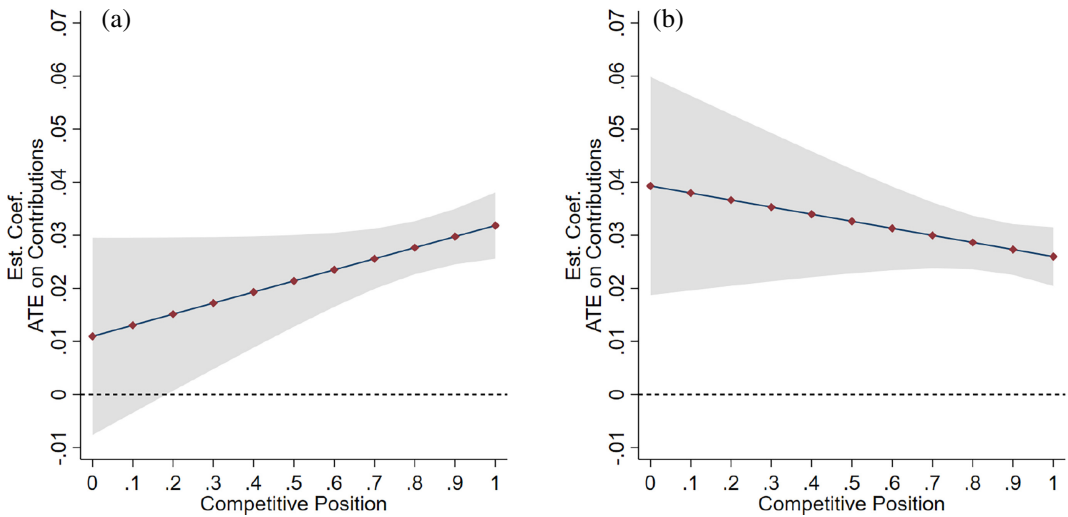 (a)
Est. Coef.
ATE on Contributions
.07
.06
.05
.04
.03
.02
.01
0
-.01
0 .1 .2 .3 .4 .5 .6 .7 .8 .9 1
Competitive Position
(b)
Est. Coef.
ATE on Contributions
.07
.06
.05
.04
.03
.02
.01
0
-.01
0 .1 .2 .3 .4 .5 .6 .7 .8 .9 1
Competitive Position